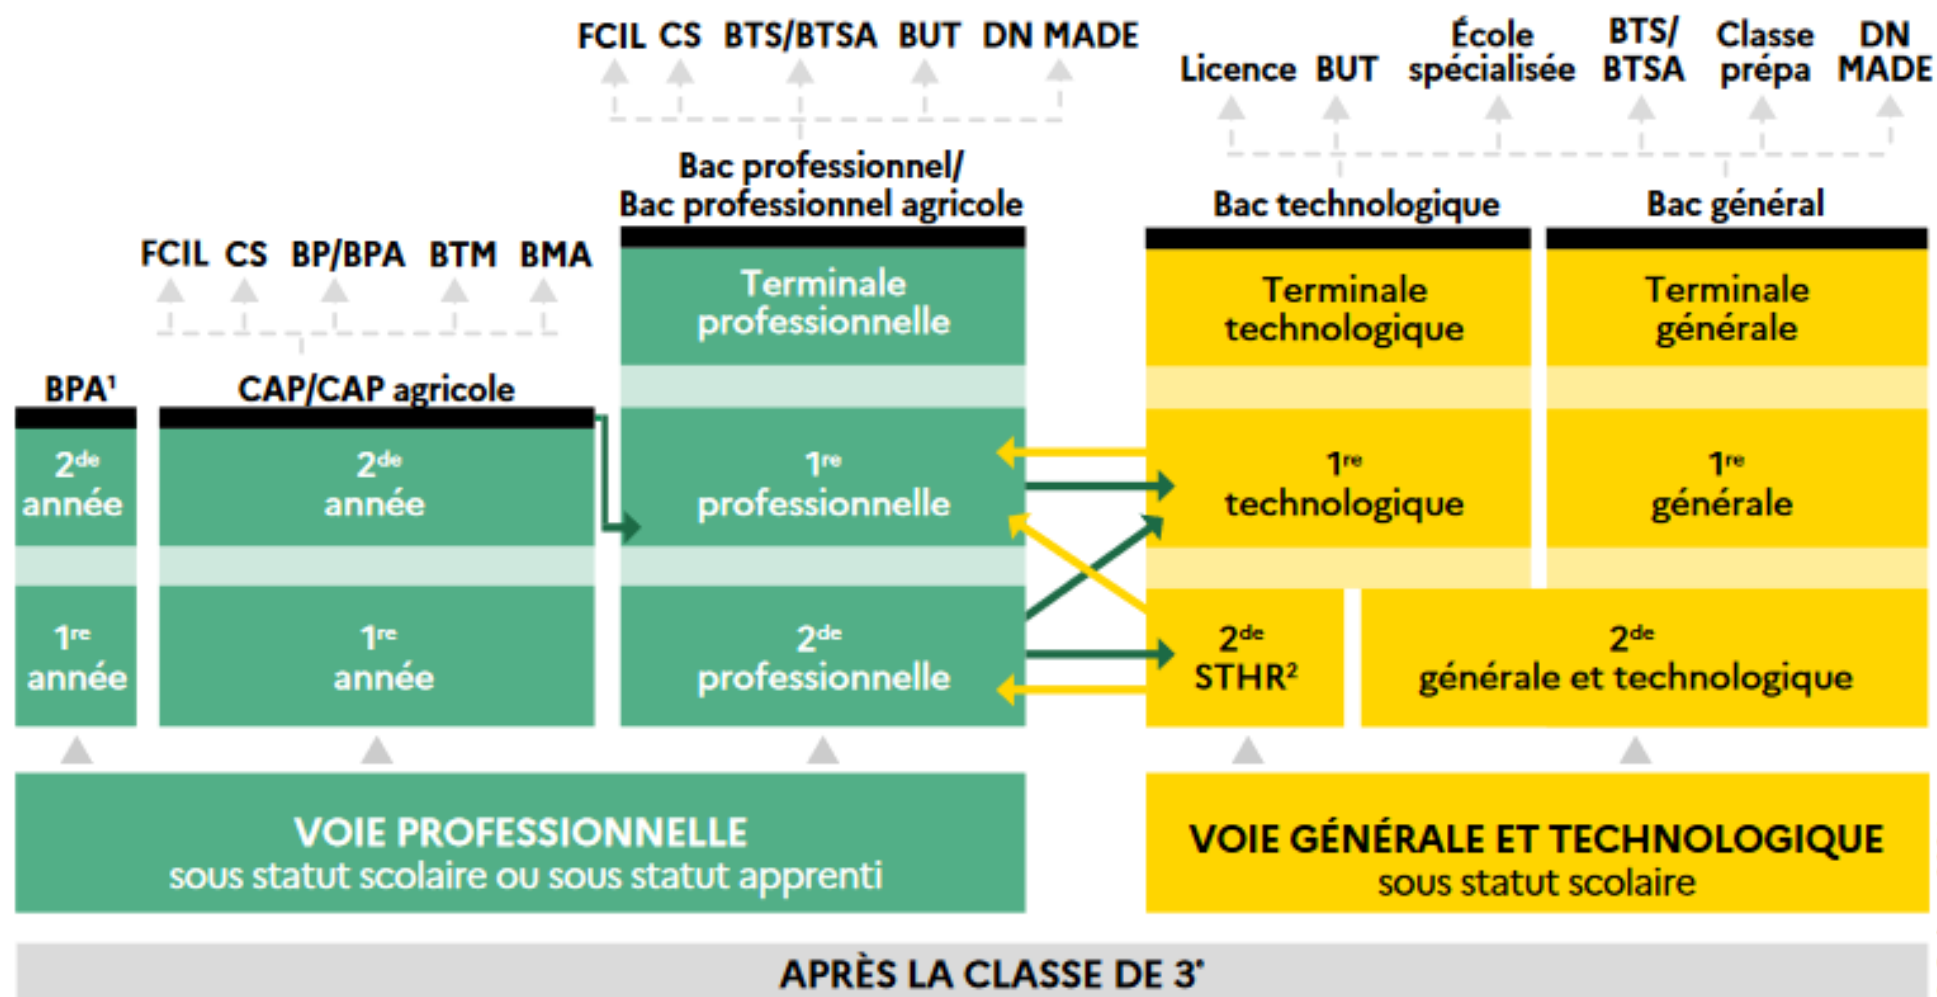 FCIL CS BTS/BTSA BUT DN MADE
Licence BUT École spécialisée BTS/ BTSA Classe prépa DN MADE
Bac professionnel/
Bac professionnel agricole
Bac technologique
Bac général
FCIL CS BP/BPA BTM BMA
Terminale
professionnelle
Terminale
technologique
Terminale
générale
BPA¹
CAP/CAP agricole
2de
année
2de
année
1re
professionnelle
1re
technologique
1re
générale
1re
année
1re
année
2de
professionnelle
2de
STHR²
2de
générale et technologique
VOIE PROFESSIONNELLE
sous statut scolaire ou sous statut apprenti
VOIE GÉNÉRALE ET TECHNOLOGIQUE
sous statut scolaire
APRÈS LA CLASSE DE 3e